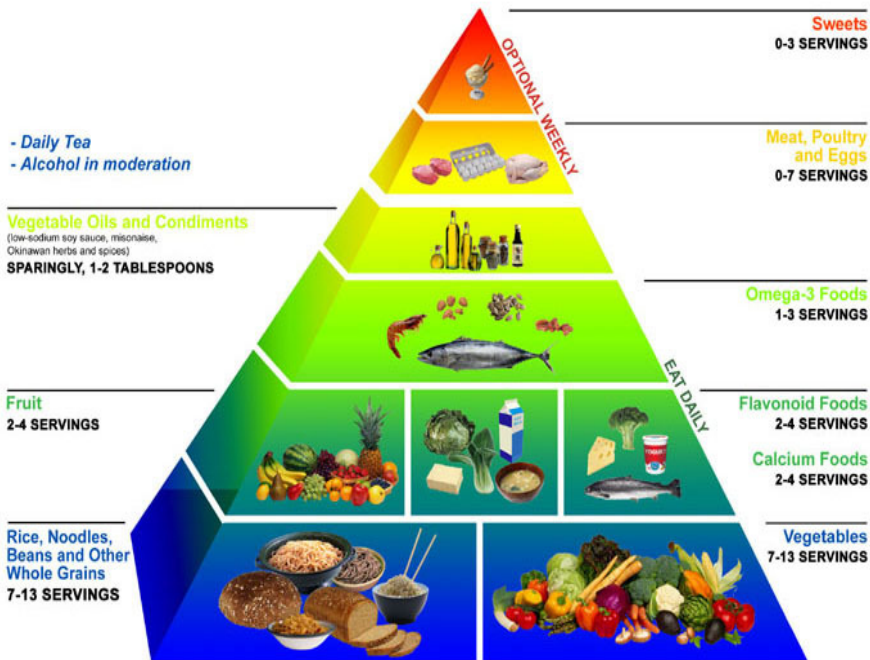 Sweets
0-3 SERVINGS
OPTIONAL WEEKLY
- Daily Tea
- Alcohol in moderation
Meat, Poultry
and Eggs
0-7 SERVINGS
Vegetable Oils and Condiments
(low-sodium soy sauce, misonaise,
Okinawan herbs and spices)
SPARINGLY, 1-2 TABLESPOONS
Omega-3 Foods
1-3 SERVINGS
EAT DAILY
Fruit
2-4 SERVINGS
Flavonoid Foods
2-4 SERVINGS
Calcium Foods
2-4 SERVINGS
Rice, Noodles,
Beans and Other
Whole Grains
7-13 SERVINGS
Vegetables
7-13 SERVINGS